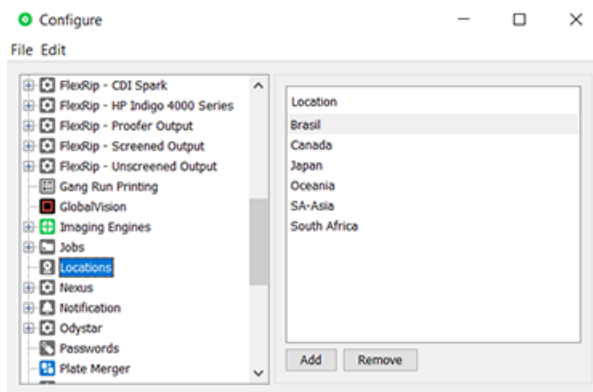 Configure
File Edit
FlexRip - CDI Spark
FlexRip - HP Indigo 4000 Series
FlexRip - Proofer Output
FlexRip - Screened Output
FlexRip - Unscreened Output
Gang Run Printing
GlobalVision
Imaging Engines
Jobs
Locations
Nexus
Notification
Odystar
Passwords
Plate Merger
Location
Brasil
Canada
Japan
Oceania
SA-Asia
South Africa
Add Remove